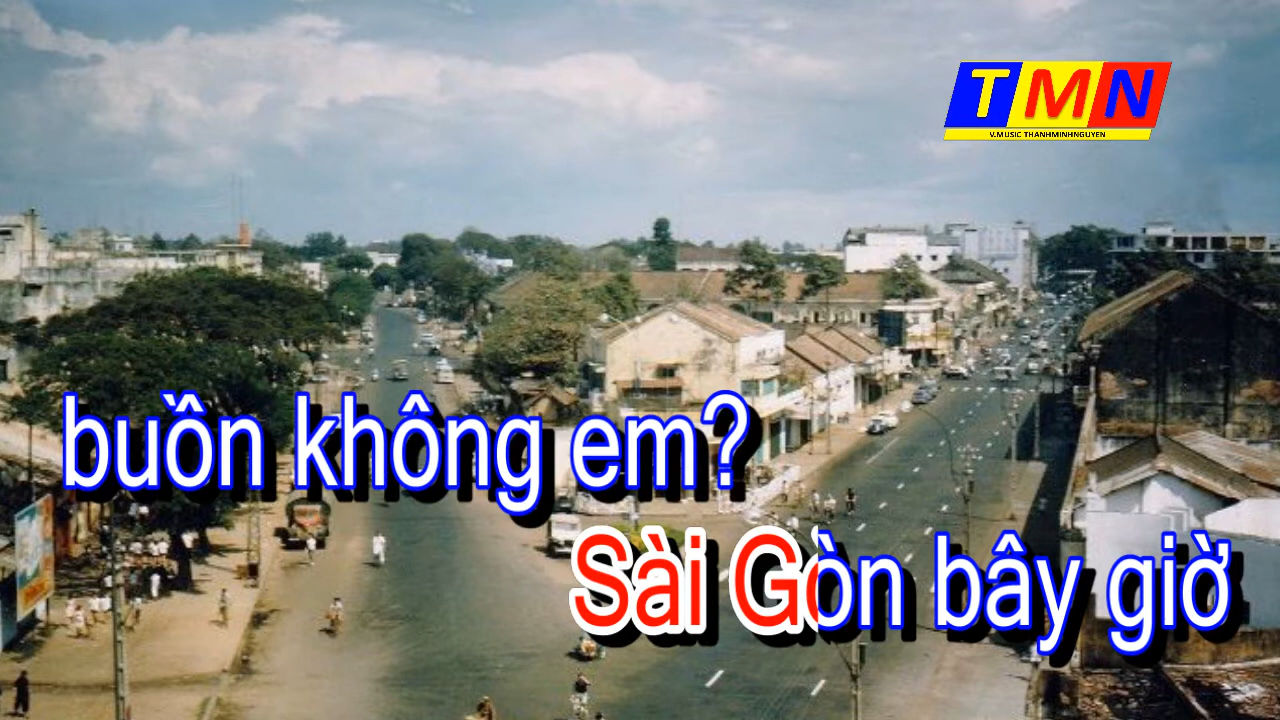 TMN
V.MUSIC THANHMINHNGUYEN
buồn không em?
Sài Gòn bây giờ